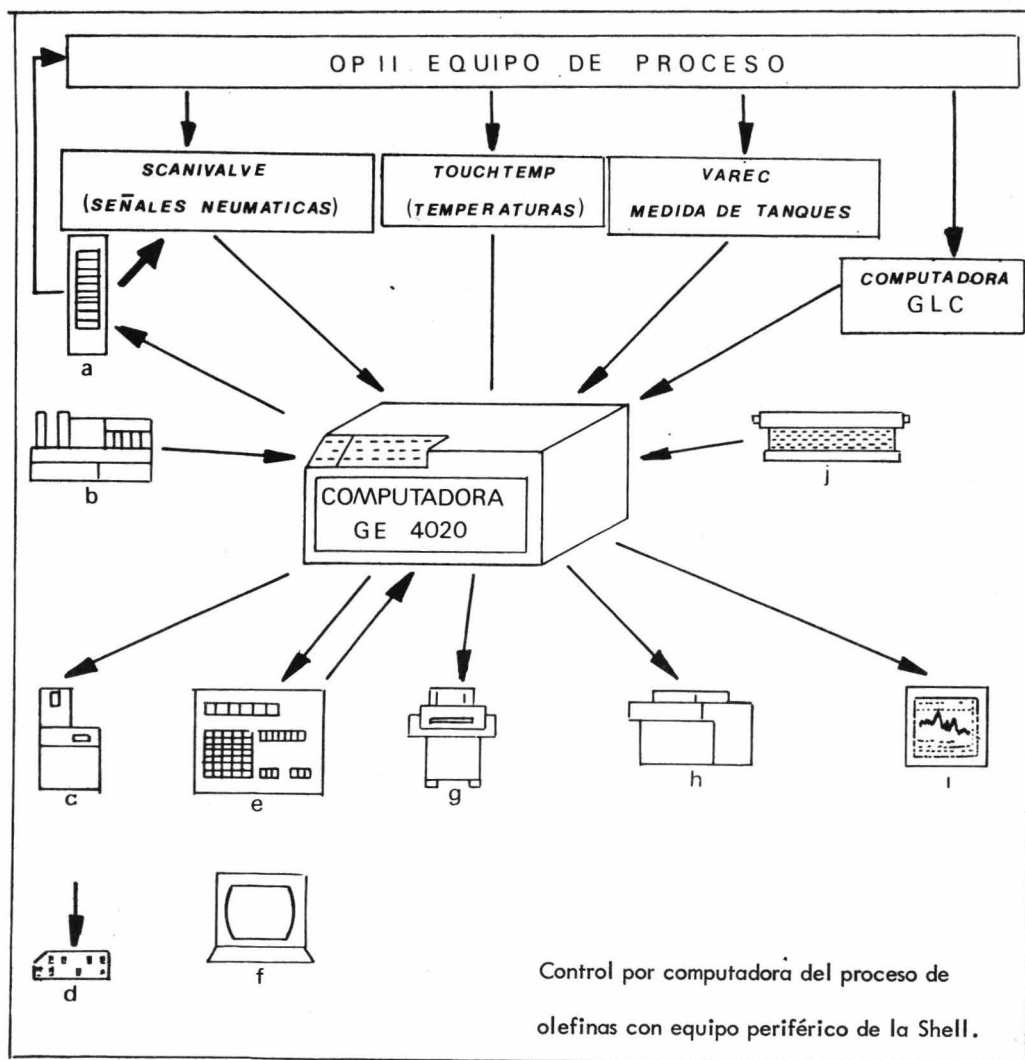 OP II EQUIPO DE PROCESO
SCANIVALVE
(SEÑALES NEUMATICAS)
TOUCHTEMP
(TEMPERATURAS)
VAREC
MEDIDA DE TANQUES
COMPUTADORA
GLC
a
b
j
COMPUTADORA
GE 4020
c
e
g
h
ı
d
f
Control por computadora del proceso de
olefinas con equipo periférico de la Shell.